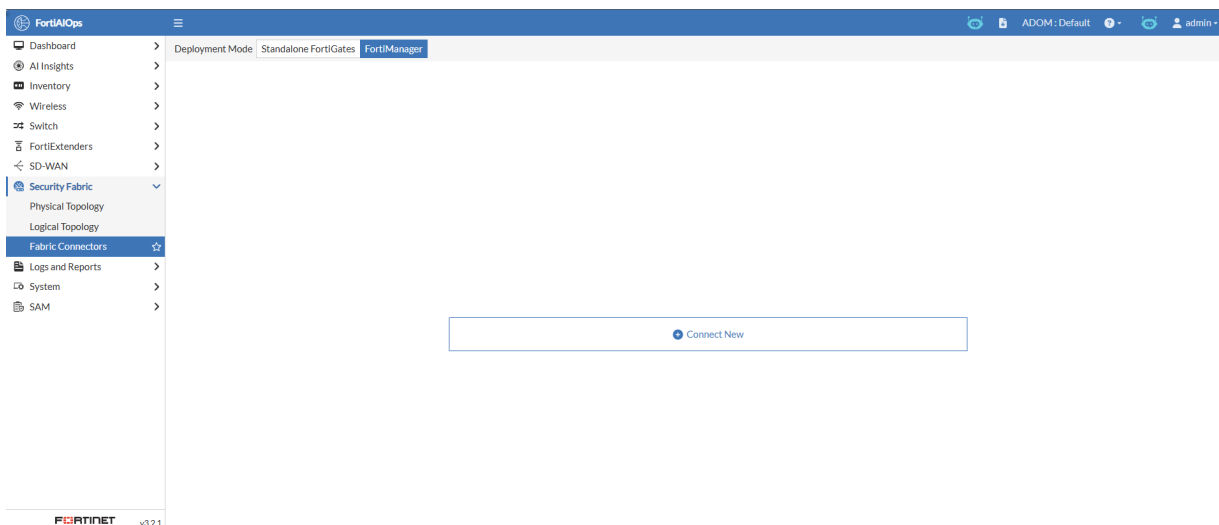 FortiAIOps
ADOM : Default
admin
Dashboard
AI Insights
Inventory
Wireless
Switch
FortiExtenders
SD-WAN
Security Fabric
Physical Topology
Logical Topology
Fabric Connectors
Logs and Reports
System
SAM
FORTINET v3.2.1
Deployment Mode Standalone FortiGates FortiManager
Connect New